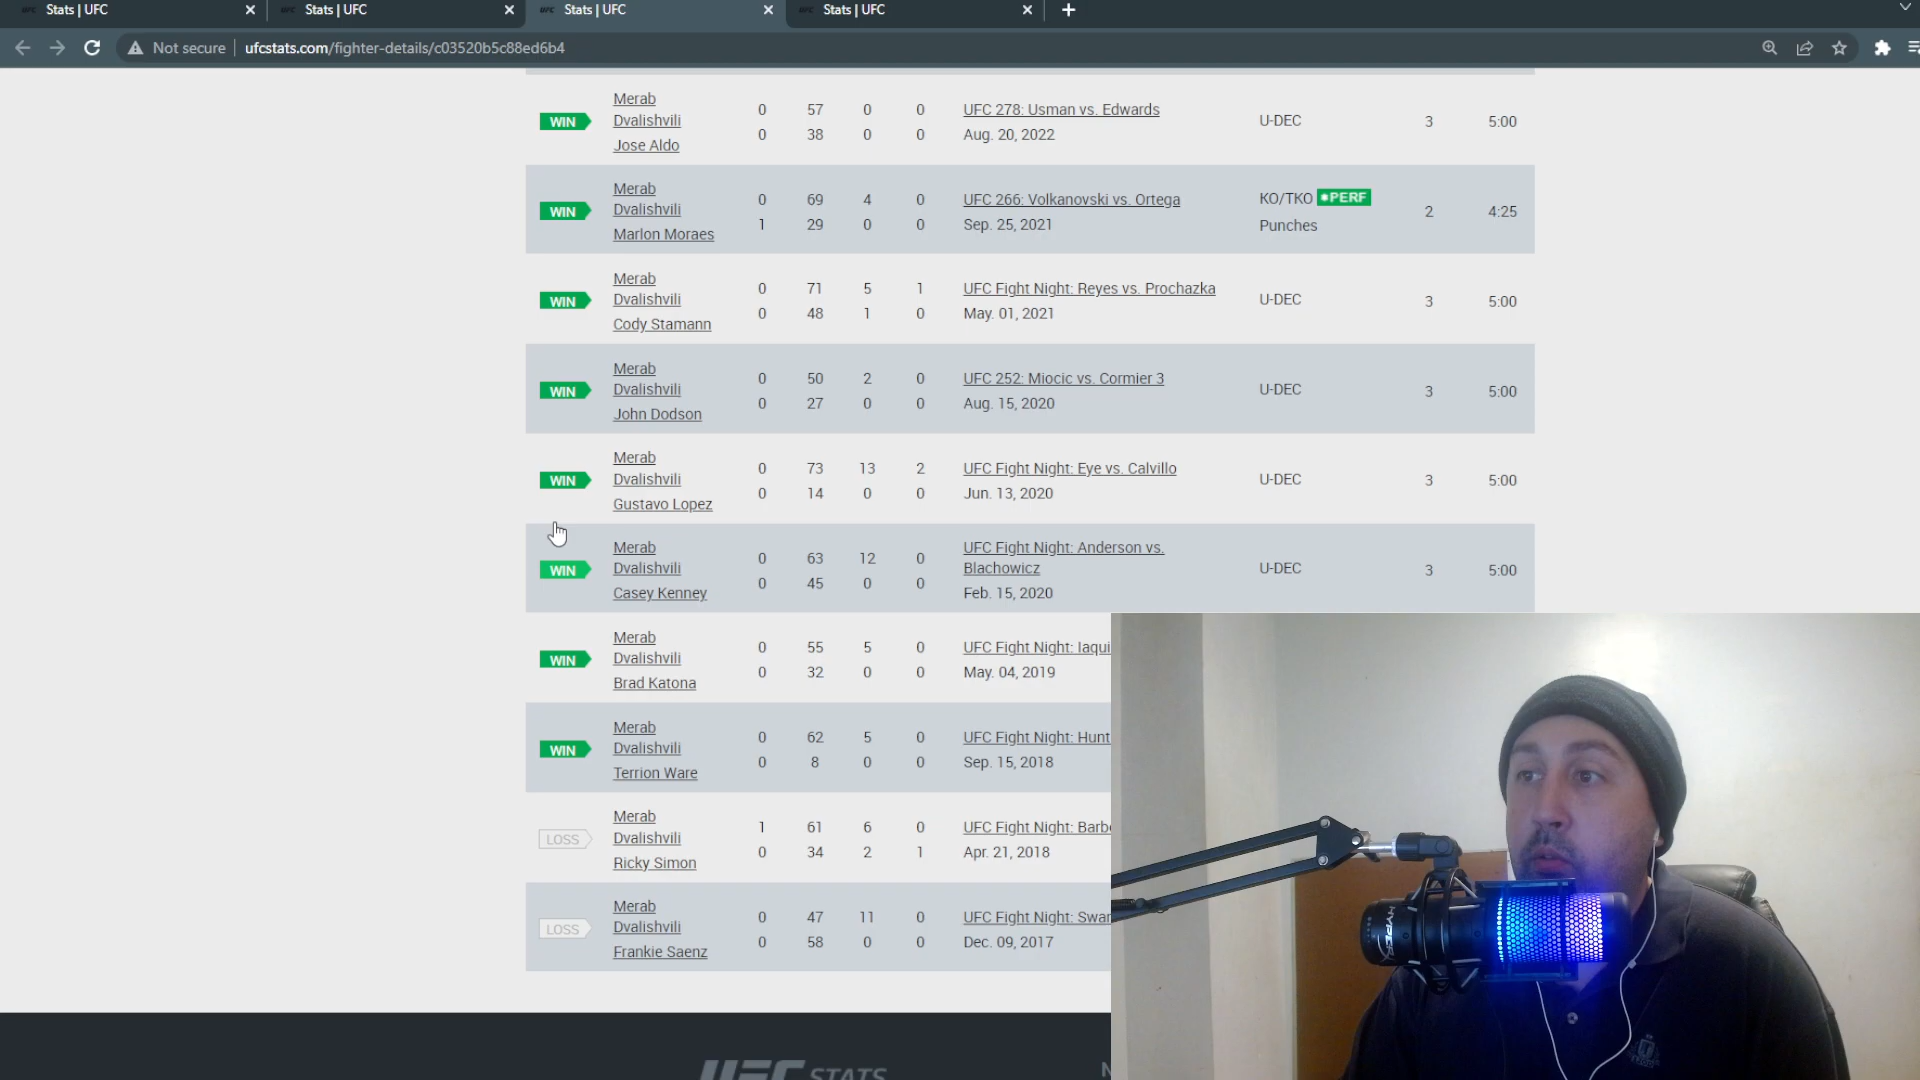 Stats | UFC
Stats | UFC
Stats | UFC
Stats | UFC
Not secure
ufcstats.com/fighter-details/c03520b5c88ed6b4
WIN
Merab Dvalishvili
Jose Aldo
0 57 0 0
0 38 0 0
UFC 278: Usman vs. Edwards
Aug. 20, 2022
U-DEC
3
5:00
WIN
Merab Dvalishvili
Marlon Moraes
0 69 4 0
1 29 0 0
UFC 266: Volkanovski vs. Ortega
Sep. 25, 2021
KO/TKO PERF
Punches
2
4:25
WIN
Merab Dvalishvili
Cody Stamann
0 71 5 1
0 48 1 0
UFC Fight Night: Reyes vs. Prochazka
May. 01, 2021
U-DEC
3
5:00
WIN
Merab Dvalishvili
John Dodson
0 50 2 0
0 27 0 0
UFC 252: Miocic vs. Cormier 3
Aug. 15, 2020
U-DEC
3
5:00
WIN
Merab Dvalishvili
Gustavo Lopez
0 73 13 2
0 14 0 0
UFC Fight Night: Eye vs. Calvillo
Jun. 13, 2020
U-DEC
3
5:00
WIN
Merab Dvalishvili
Casey Kenney
0 63 12 0
0 45 0 0
UFC Fight Night: Anderson vs.
Blachowicz
Feb. 15, 2020
U-DEC
3
5:00
WIN
Merab Dvalishvili
Brad Katona
0 55 5 0
0 32 0 0
UFC Fight Night: Iaqui
May. 04, 2019
WIN
Merab Dvalishvili
Terrion Ware
0 62 5 0
0 8 0 0
UFC Fight Night: Hunt
Sep. 15, 2018
LOSS
Merab Dvalishvili
Ricky Simon
1 61 6 0
0 34 2 1
UFC Fight Night: Barb
Apr. 21, 2018
LOSS
Merab Dvalishvili
Frankie Saenz
0 47 11 0
0 58 0 0
UFC Fight Night: Swa
Dec. 09, 2017
UFC STATS
HYPERX